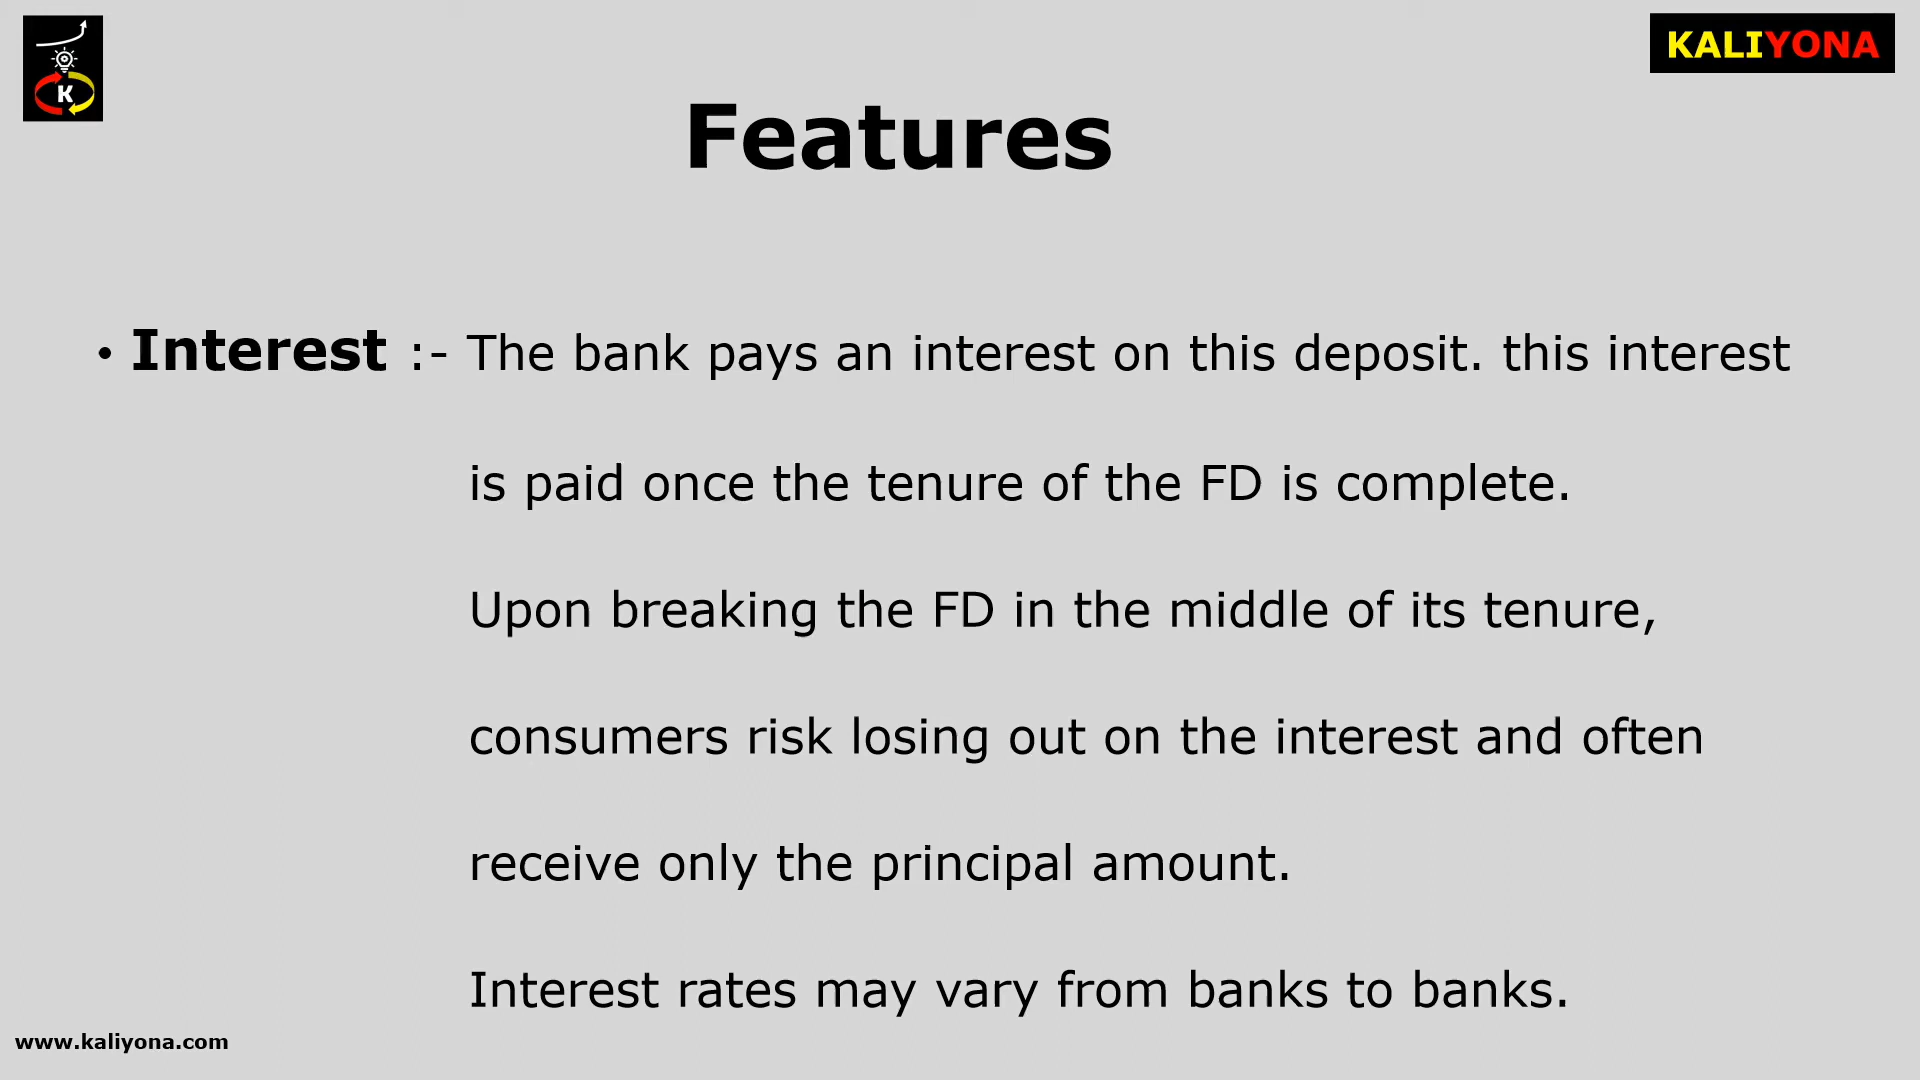 K
KALIYONA
Features
• Interest :- The bank pays an interest on this deposit. this interest
is paid once the tenure of the FD is complete.
Upon breaking the FD in the middle of its tenure,
consumers risk losing out on the interest and often
receive only the principal amount.
Interest rates may vary from banks to banks.
www.kaliyona.com